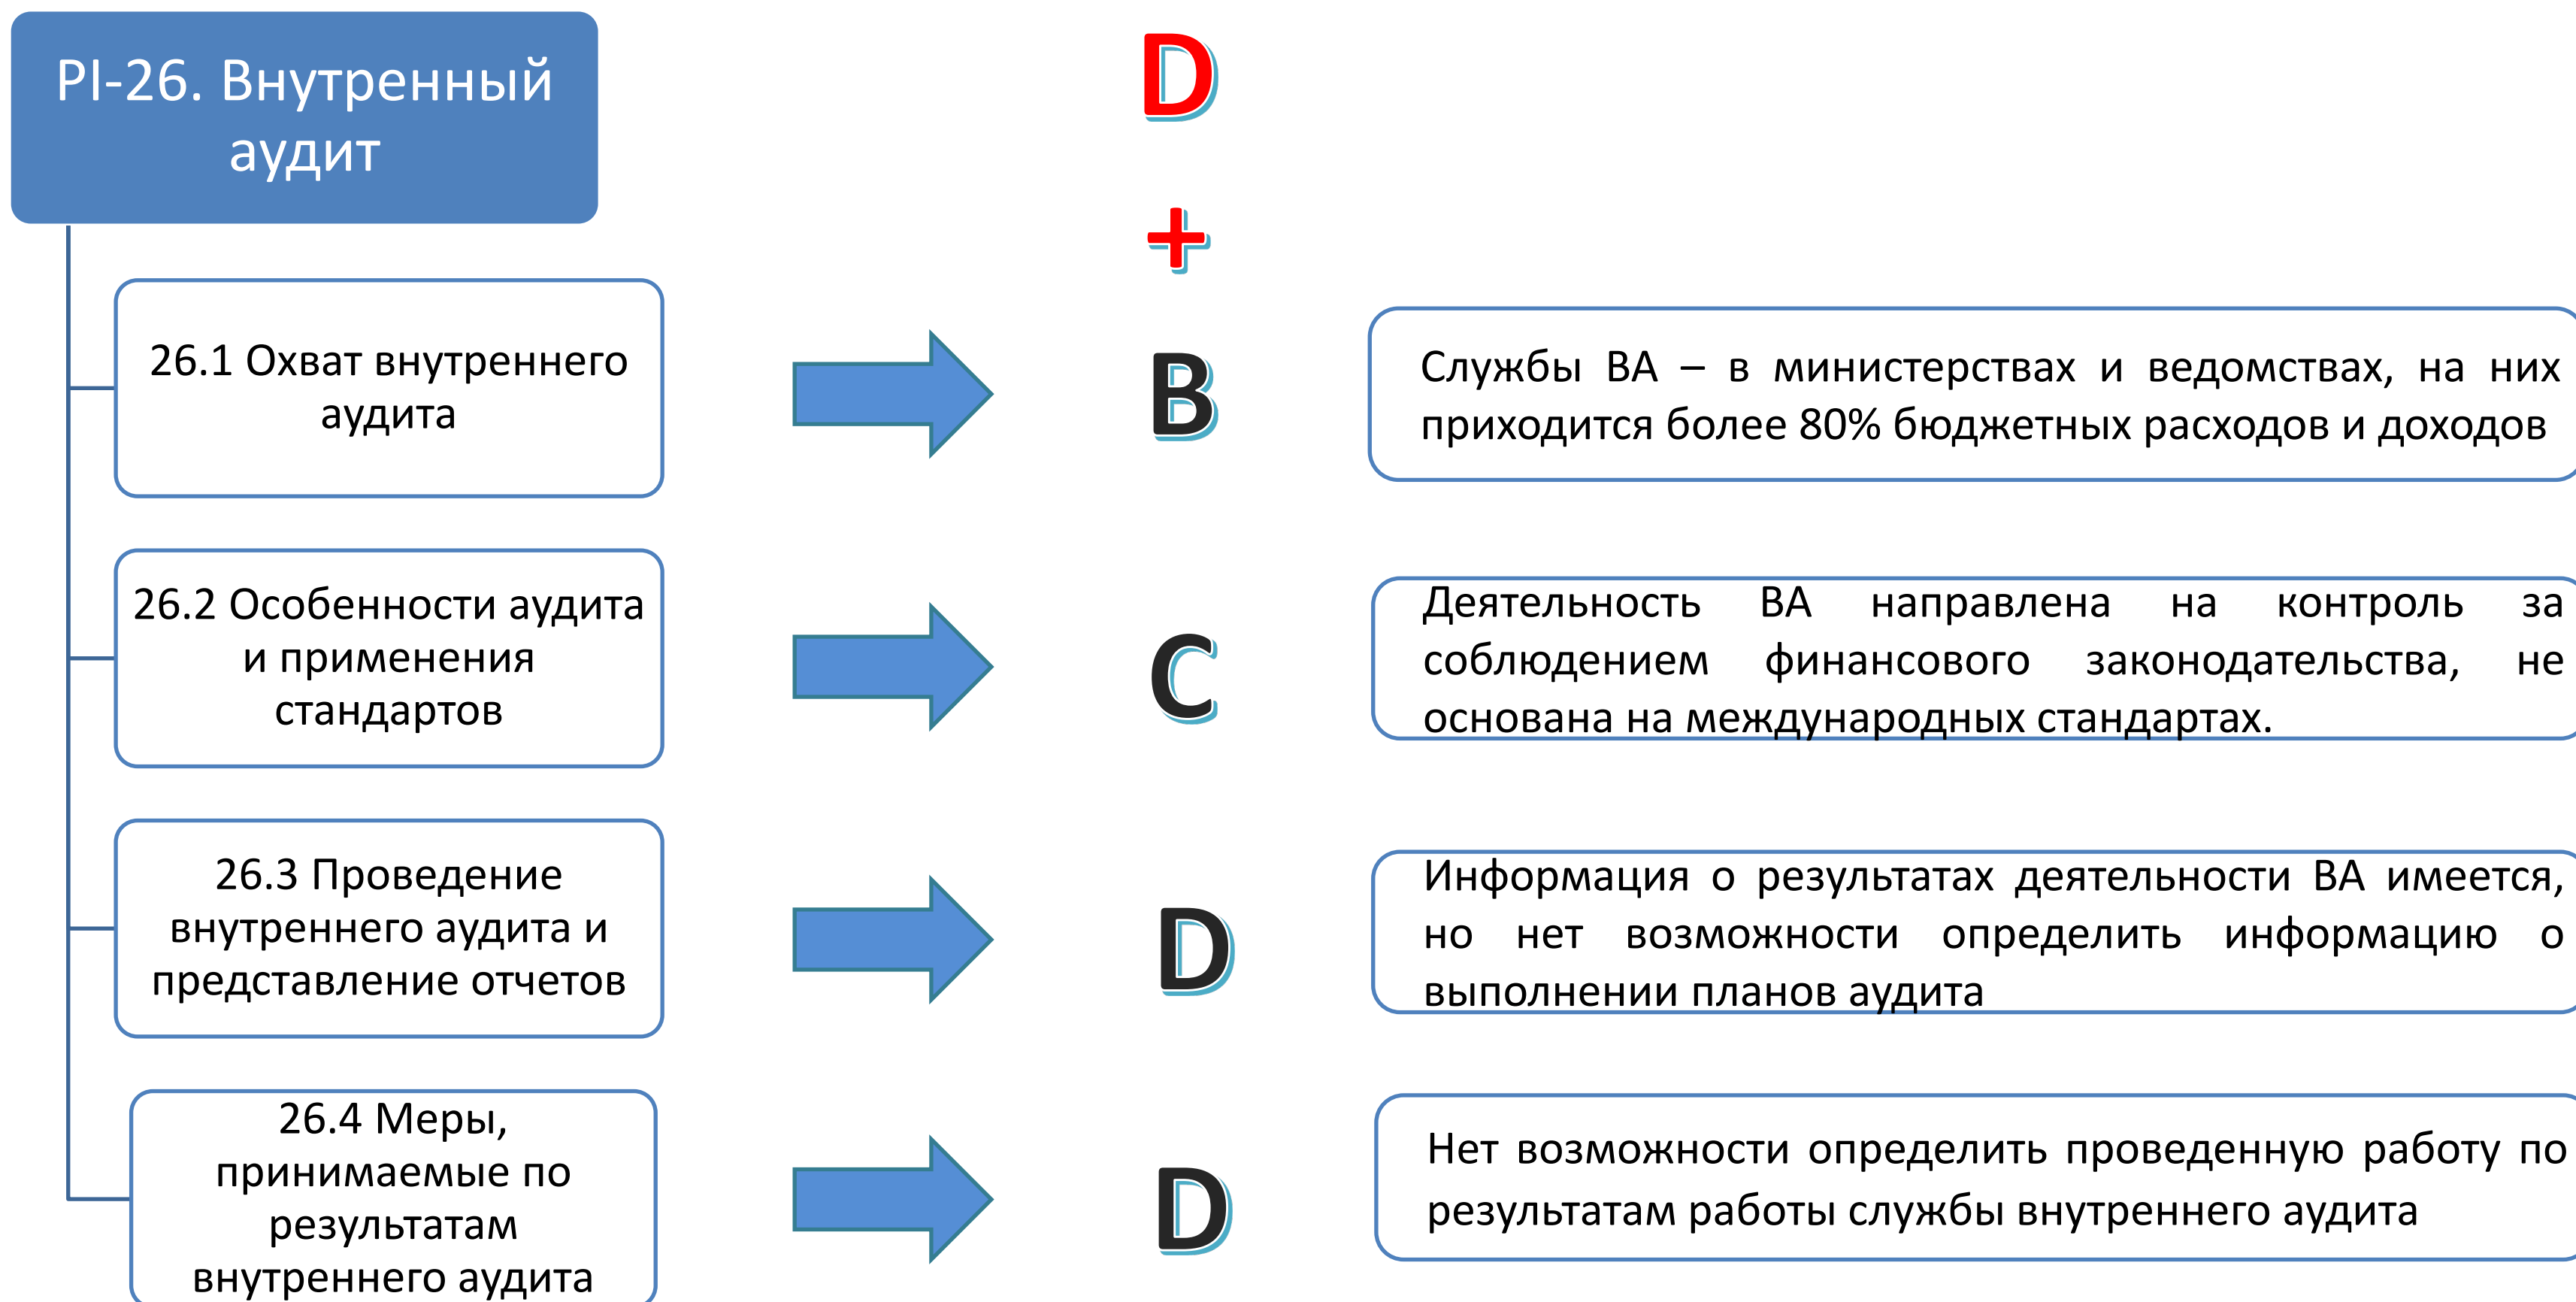 PI-26. Внутренный
аудит
D
+
26.1 Охват внутреннего
аудита
B
Службы ВА – в министерствах и ведомствах, на них
приходится более 80% бюджетных расходов и доходов
26.2 Особенности аудита
и применения
стандартов
C
Деятельность ВА направлена на контроль за
соблюдением финансового законодательства, не
основана на международных стандартах.
26.3 Проведение
внутреннего аудита и
представление отчетов
D
Информация о результатах деятельности ВА имеется,
но нет возможности определить информацию о
выполнении планов аудита
26.4 Меры,
принимаемые по
результатам
внутреннего аудита
D
Нет возможности определить проведенную работу по
результатам работы службы внутреннего аудита